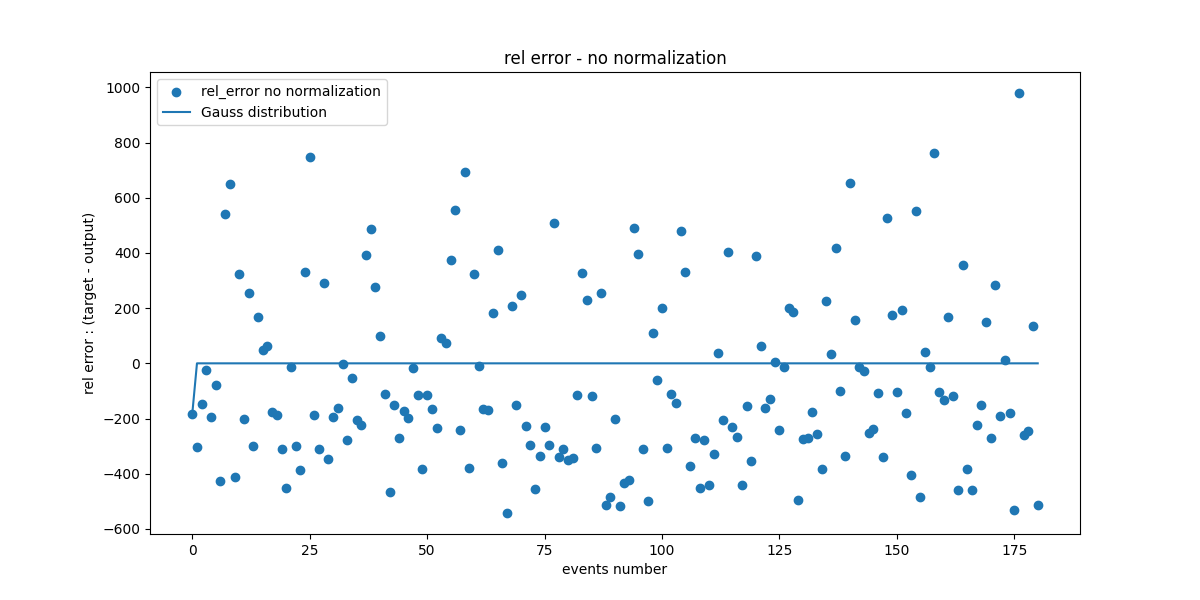 rel error - no normalization
rel_error no normalization
Gauss distribution
rel error : (target - output)
1000
800
600
400
200
0
−200
−400
−600
0 25 50 75 100 125 150 175
events number